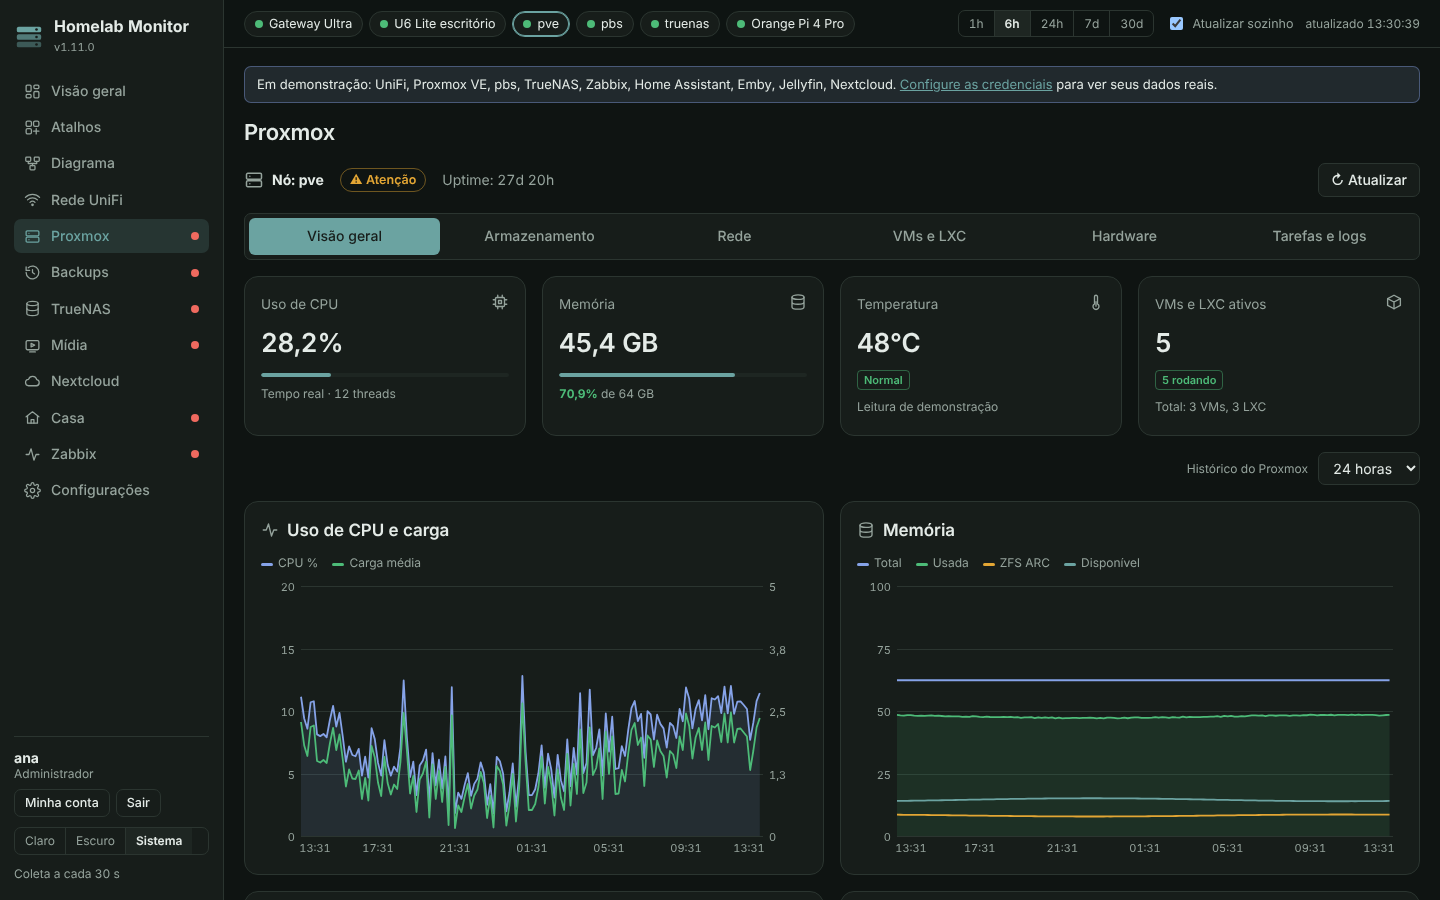 Homelab Monitor
v1.11.0
Visão geral
Atalhos
Diagrama
Rede UniFi
Proxmox
Backups
TrueNAS
Mídia
Nextcloud
Casa
Zabbix
Configurações
ana
Administrador
Minha conta Sair
Claro Escuro Sistema
Coleta a cada 30 s
Gateway Ultra U6 Lite escritório pve pbs truenas Orange Pi 4 Pro 1h 6h 24h 7d 30d Atualizar sozinho atualizado 13:30:39
Em demonstração: UniFi, Proxmox VE, pbs, TrueNAS, Zabbix, Home Assistant, Emby, Jellyfin, Nextcloud. Configure as credenciais para ver seus dados reais.
Proxmox
Nó: pve Atenção Uptime: 27d 20h Atualizar
Visão geral Armazenamento Rede VMs e LXC Hardware Tarefas e logs
Uso de CPU
28,2%
Tempo real · 12 threads
Memória
45,4 GB
70,9% de 64 GB
Temperatura
48°C
Normal
Leitura de demonstração
VMs e LXC ativos
5
5 rodando
Total: 3 VMs, 3 LXC
Histórico do Proxmox 24 horas
Uso de CPU e carga
CPU % Carga média
20 5
15 3,8
10 2,5
5 1,3
0 0
13:31 17:31 21:31 01:31 05:31 09:31 13:31
Memória
Total Usada ZFS ARC Disponível
100
75
50
25
0
13:31 17:31 21:31 01:31 05:31 09:31 13:31